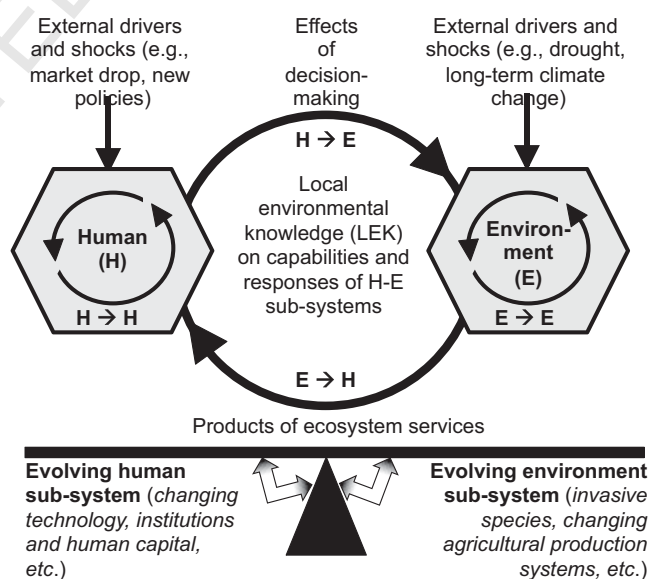 External drivers
and shocks (e.g.,
market drop, new
policies)
Effects
of
decision-
making
External drivers and
shocks (e.g., drought,
long-term climate
change)
H → E
Human
(H)
H → H
Local
environmental
knowledge (LEK)
on capabilities and
responses of H-E
sub-systems
Environ-
ment
(E)
E → E
E → H
Products of ecosystem services
Evolving human
sub-system (changing
technology, institutions
and human capital,
etc.)
Evolving environment
sub-system (invasive
species, changing
agricultural production
systems, etc.)